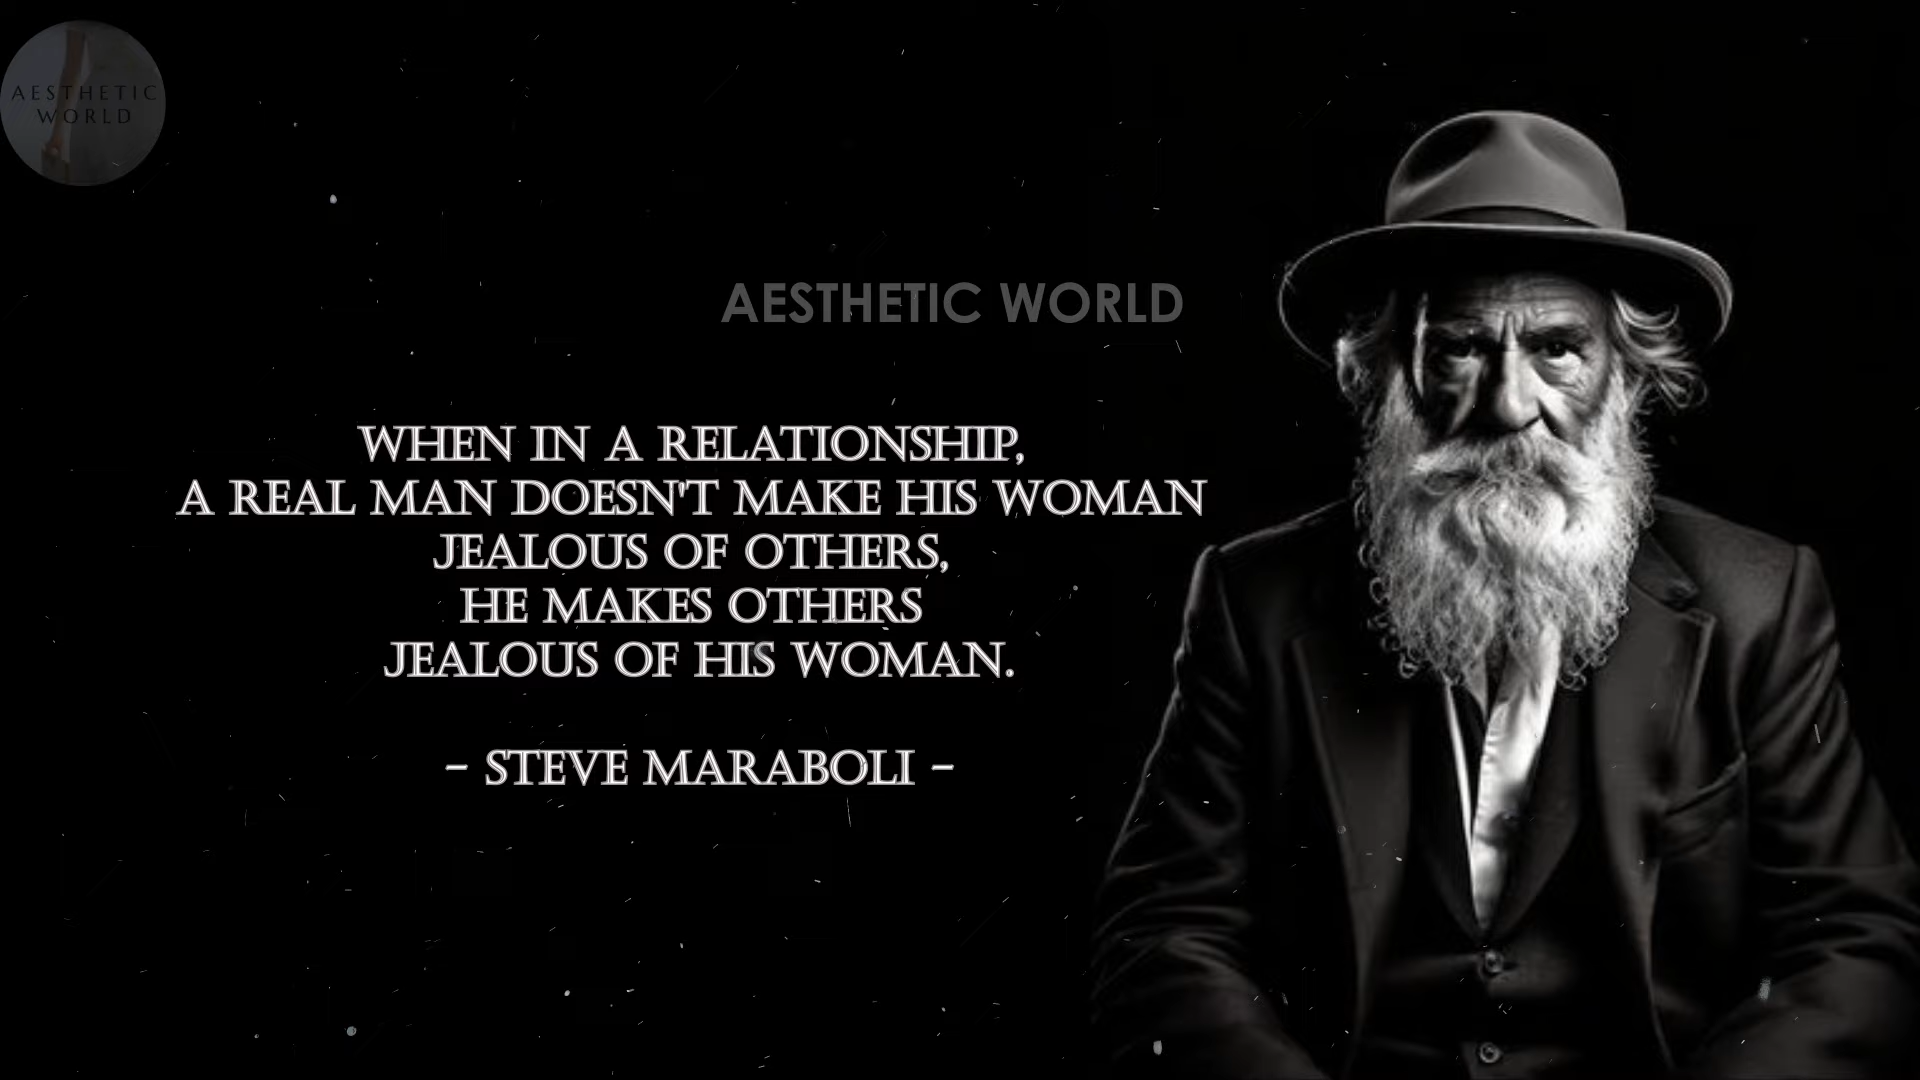 AESTHETIC
WORLD
AESTHETIC WORLD
WHEN IN A RELATIONSHIP,
A REAL MAN DOESN'T MAKE HIS WOMAN
JEALOUS OF OTHERS,
HE MAKES OTHERS
JEALOUS OF HIS WOMAN.
- STEVE MARABOLI -